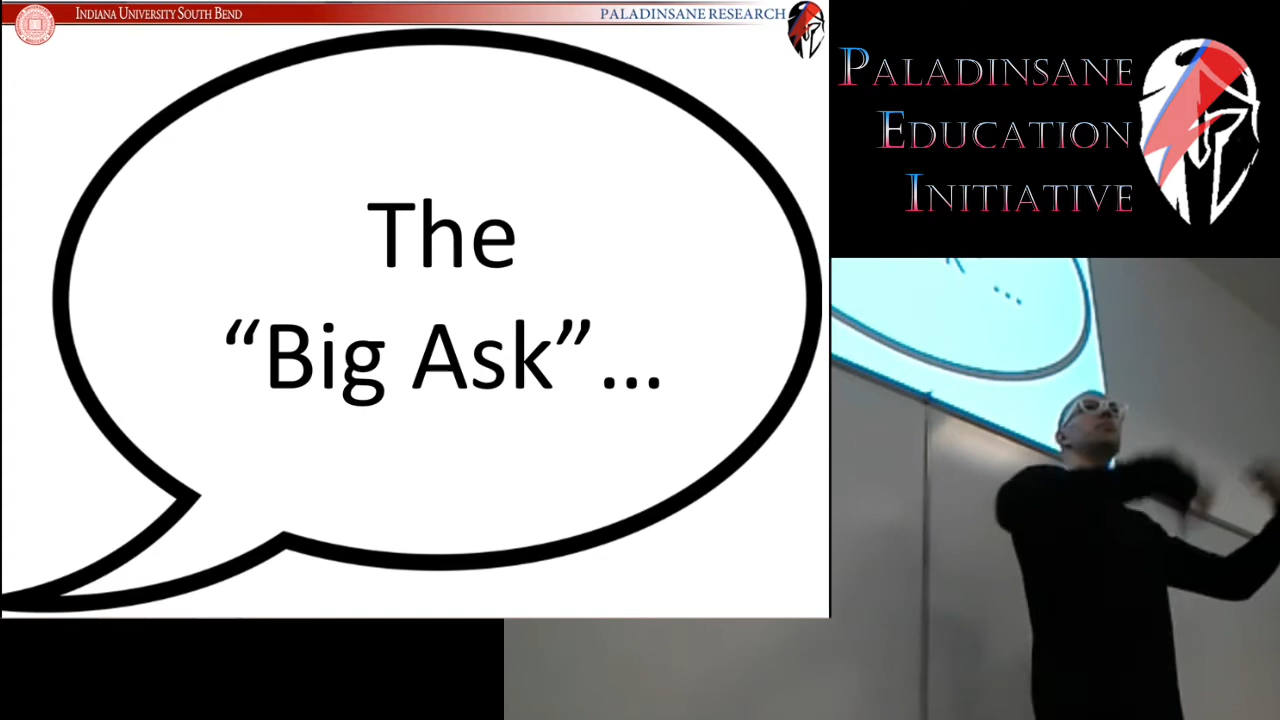 INDIANA UNIVERSITY SOUTH BEND
PALADINSANE RESEARCH
The
“Big Ask”...
PALADINSANE
EDUCATION
INITIATIVE